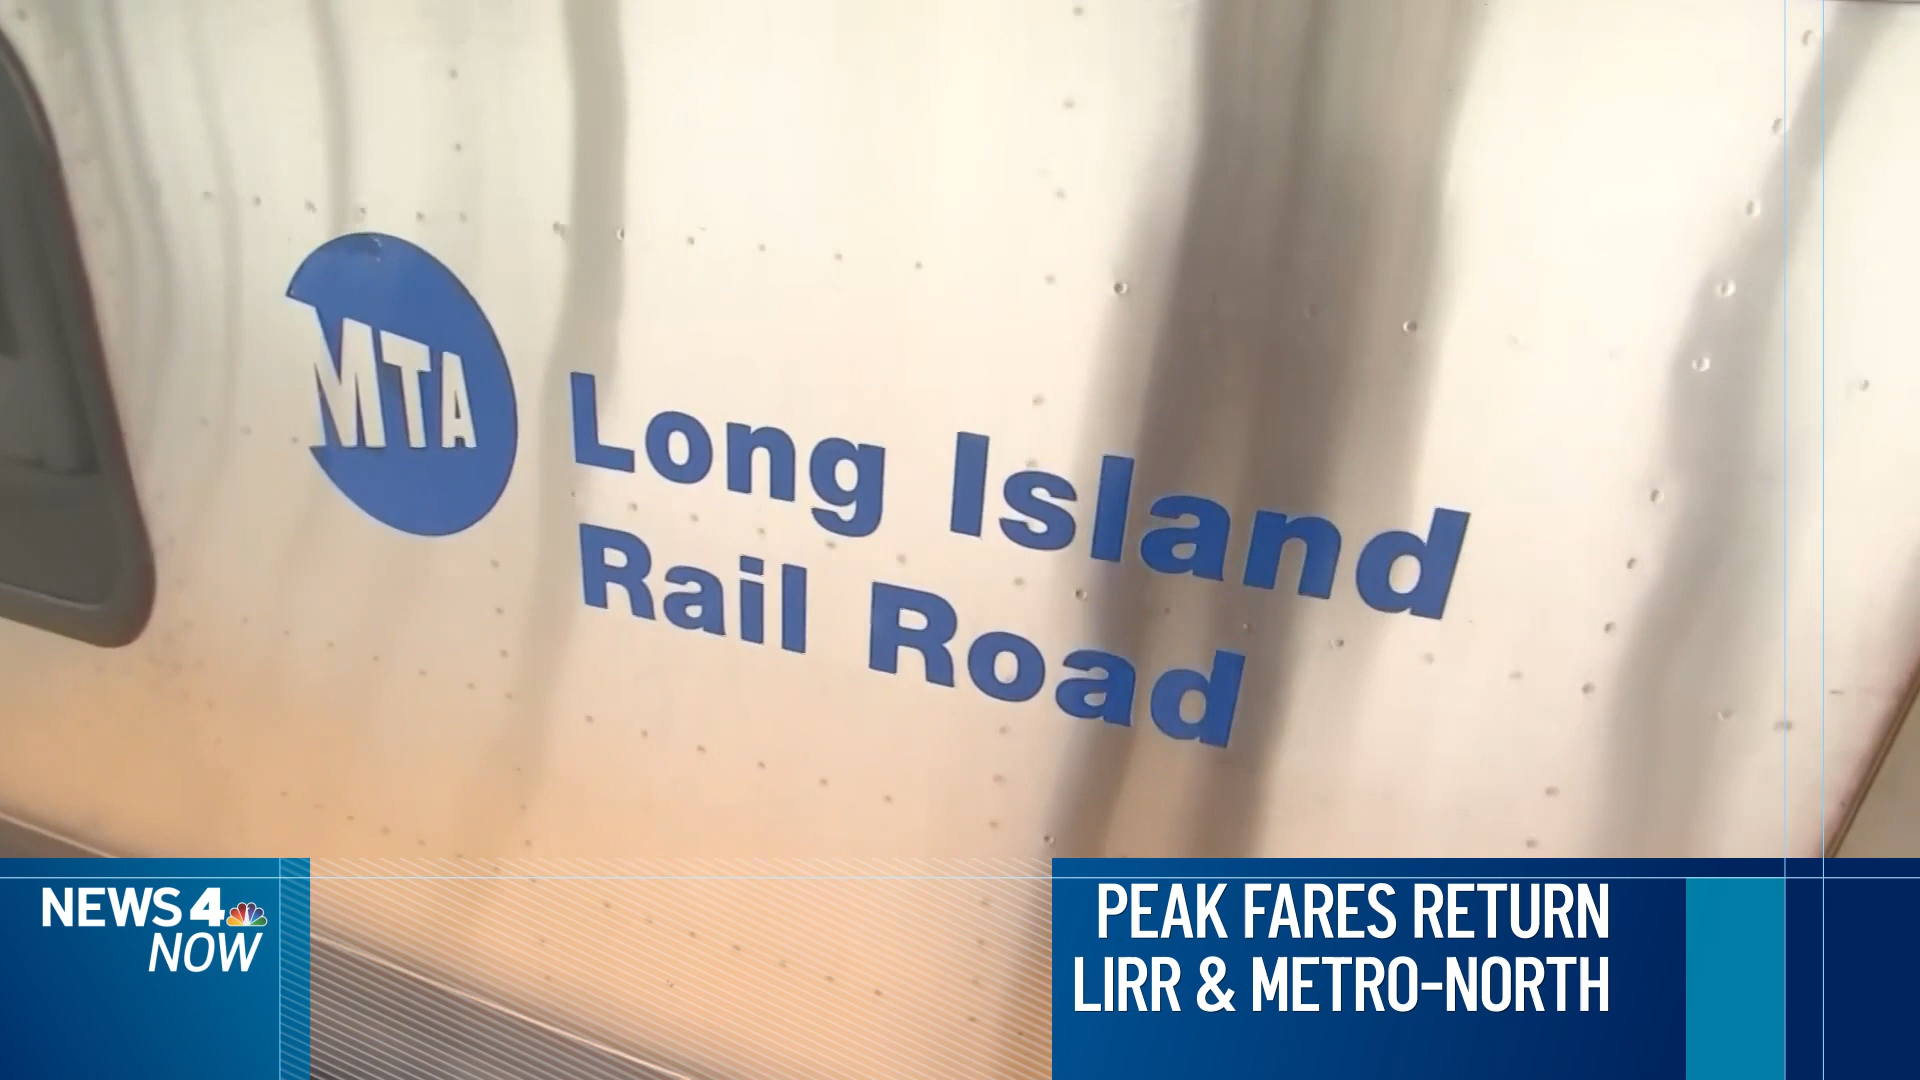 MTA
Long Island
Rail Road
NEWS 4
NOW
PEAK FARES RETURN
LIRR & METRO-NORTH